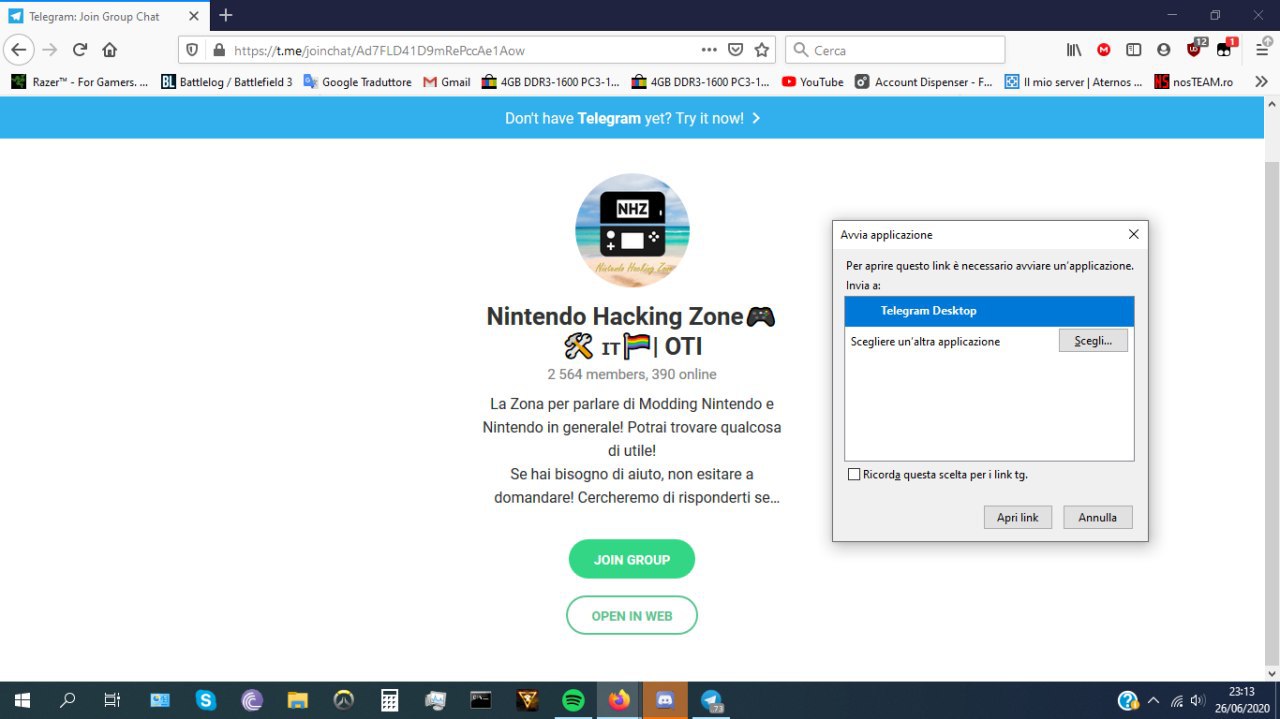 Telegram: Join Group Chat
https://t.me/joinchat/Ad7FLD41D9mRePccAe1Aow
Cerca
12
1
Razer™ - For Gamers. ...
BL Battlelog / Battlefield 3
Google Traduttore
Gmail
4GB DDR3-1600 PC3-1...
4GB DDR3-1600 PC3-1...
YouTube
Account Dispenser - F...
Il mio server | Aternos ...
NS nosTEAM.ro
Don't have Telegram yet? Try it now!
NHZ
Nintendo Hacking Zone
Nintendo Hacking Zone🎮
🛠 ɪᴛ🏳️‍🌈| OTI
2 564 members, 390 online
La Zona per parlare di Modding Nintendo e
Nintendo in generale! Potrai trovare qualcosa
di utile!
Se hai bisogno di aiuto, non esitare a
domandare! Cercheremo di risponderti se...
JOIN GROUP
OPEN IN WEB
Avvia applicazione
Per aprire questo link è necessario avviare un'applicazione.
Invia a:
Telegram Desktop
Scegliere un'altra applicazione
Scegli...
Ricorda questa scelta per i link tg.
Apri link
Annulla
73
23:13
26/06/2020